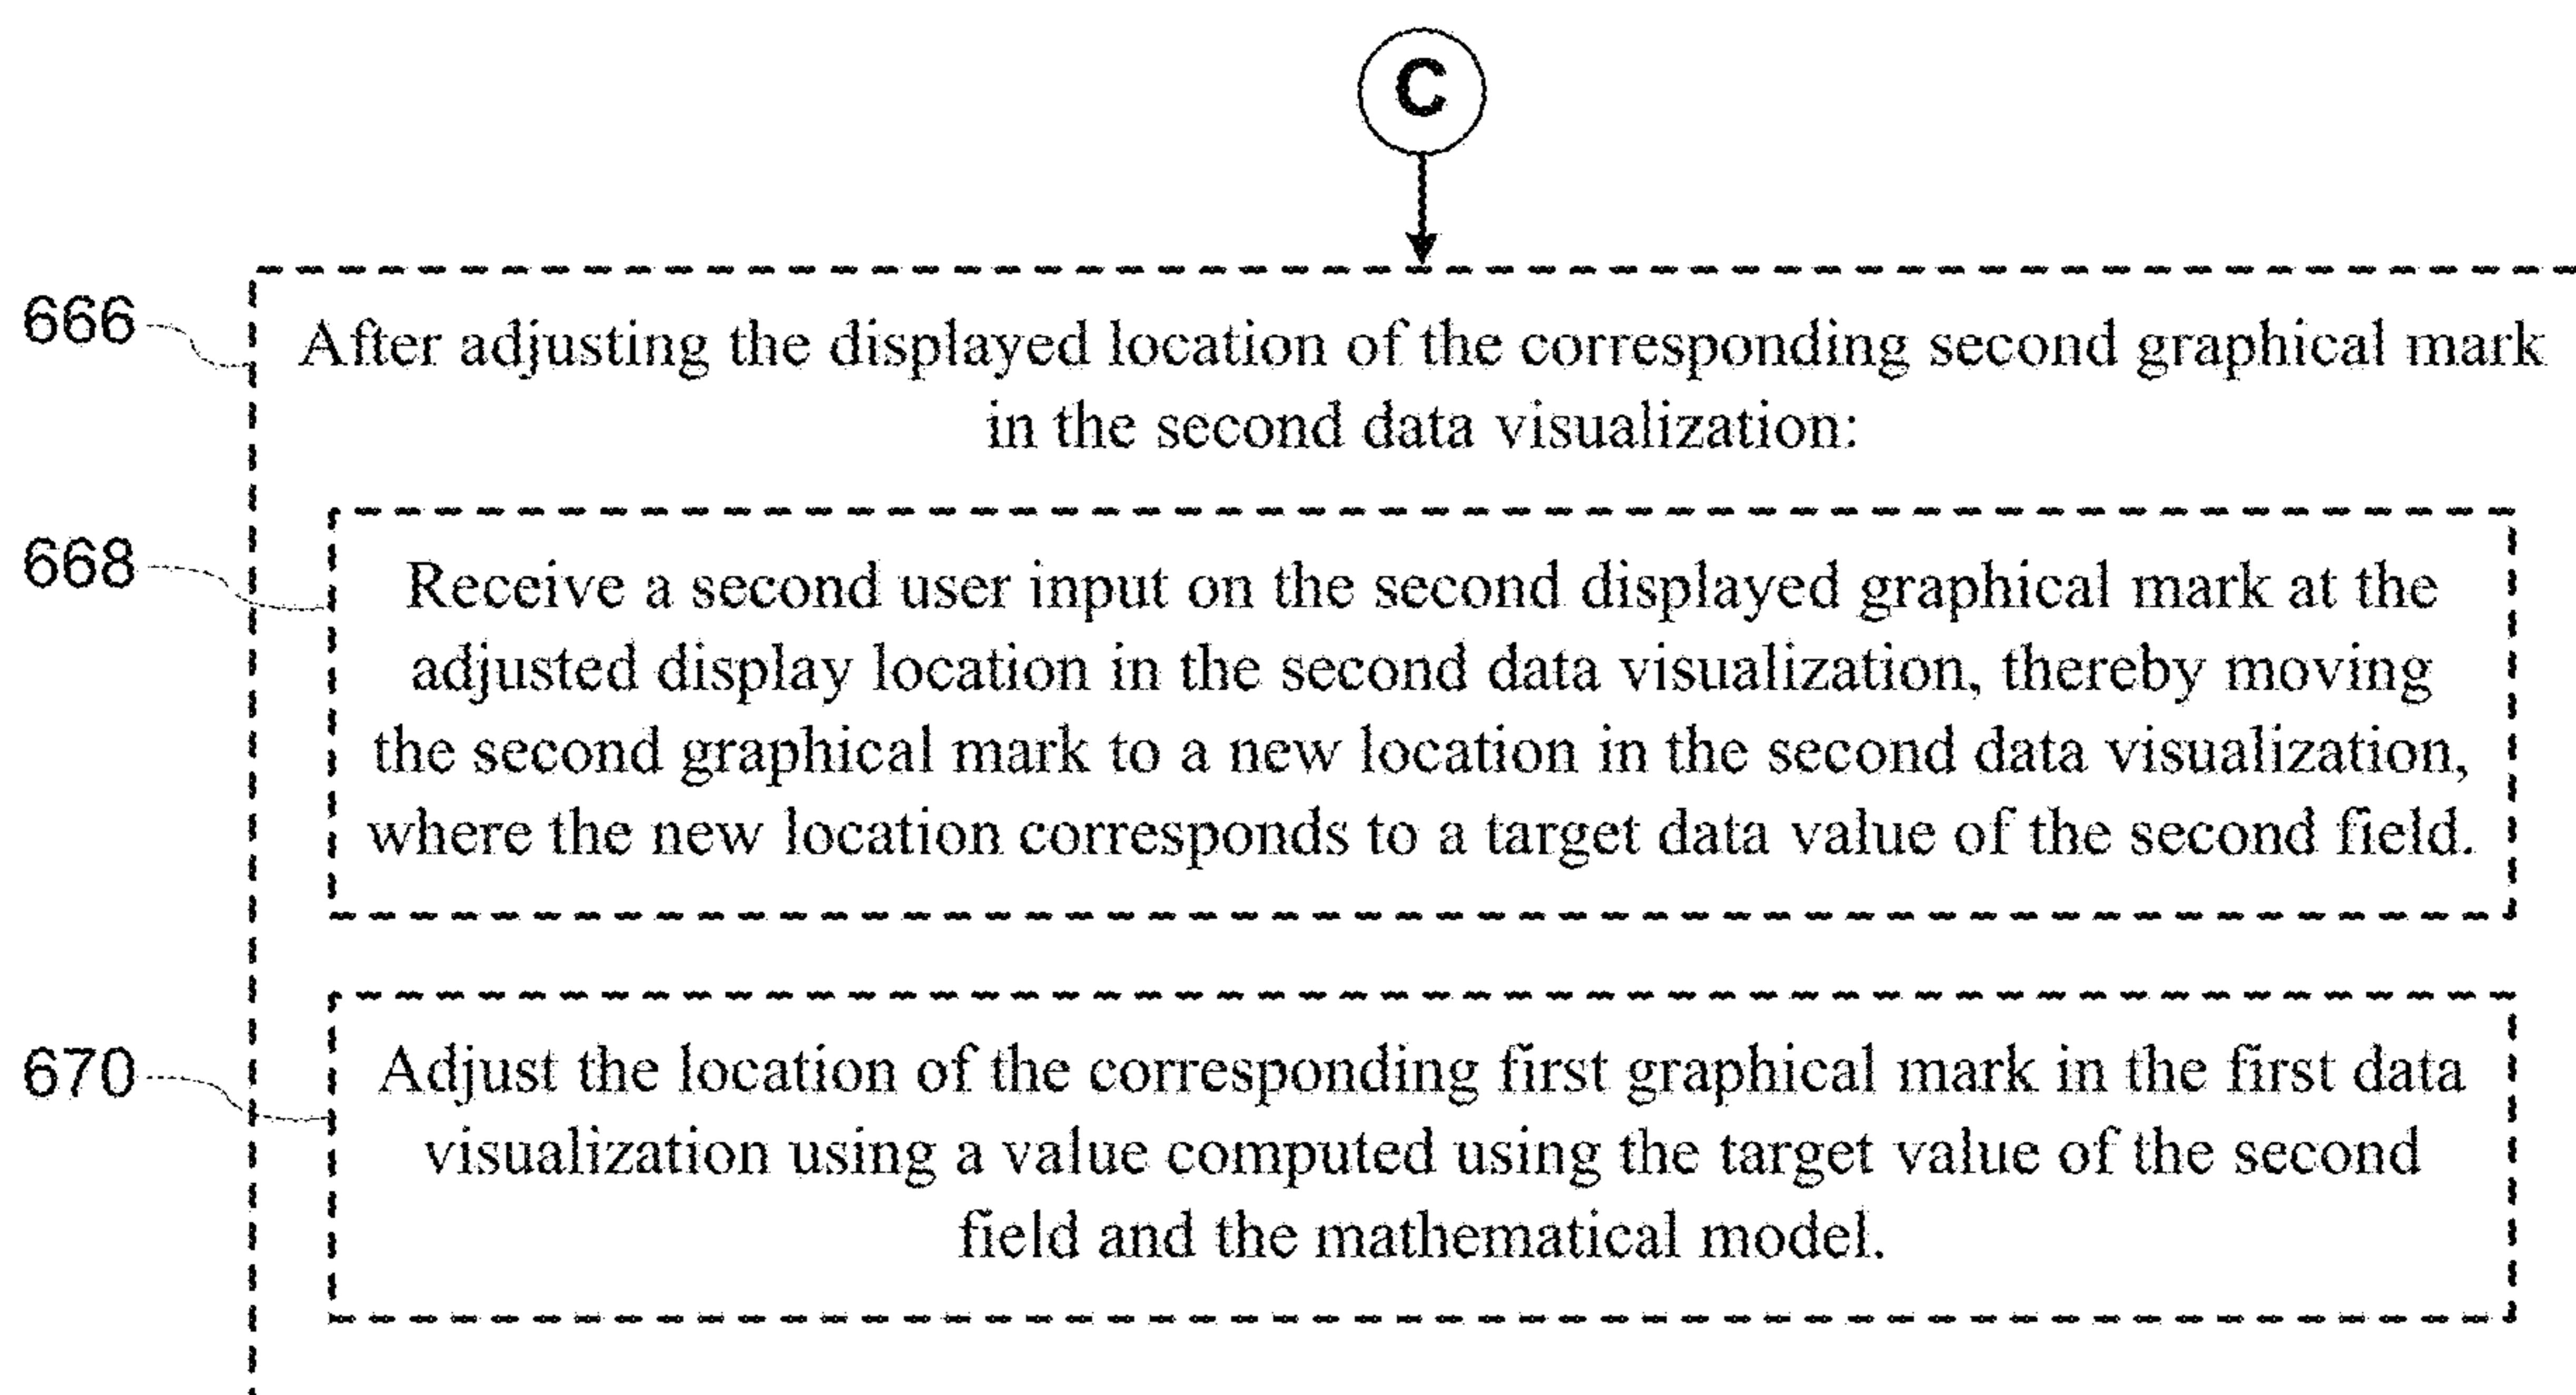 C
666
After adjusting the displayed location of the corresponding second graphical mark
in the second data visualization:
668
Receive a second user input on the second displayed graphical mark at the
adjusted display location in the second data visualization, thereby moving
the second graphical mark to a new location in the second data visualization,
where the new location corresponds to a target data value of the second field.
670
Adjust the location of the corresponding first graphical mark in the first data
visualization using a value computed using the target value of the second
field and the mathematical model.